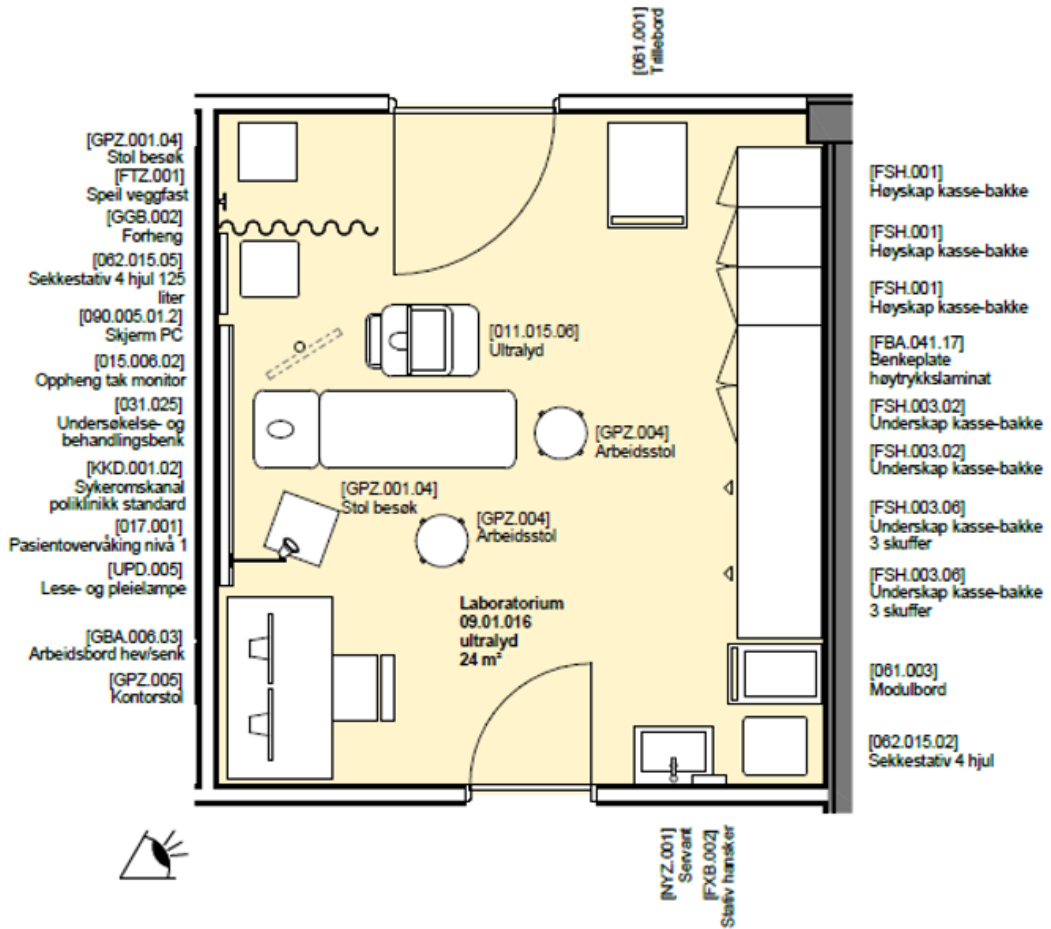 [061.001]
Trillebord
[GPZ.001.04]
Stol besøk
[FTZ.001]
Speil veggfast
[GGB.002]
Forheng
[062.015.05]
Sekkestativ 4 hjul 125
liter
[090.005.01.2]
Skjerm PC
[015.006.02]
Oppheng tak monitor
[031.025]
Undersøkelse- og
behandlingsbenk
[KKD.001.02]
Sykeromskanal
poliklinikk standard
[017.001]
Pasientovervåking nivå 1
[UPD.005]
Lese- og pleielampe
[GBA.006.03]
Arbeidsbord hev/senk
[GPZ.005]
Kontorstol
[011.015.06]
Ultralyd
[GPZ.004]
Arbeidsstol
[GPZ.001.04]
Stol besøk
[GPZ.004]
Arbeidsstol
Laboratorium
09.01.016
ultralyd
24 m²
[FSH.001]
Høyskap kasse-bakke
[FSH.001]
Høyskap kasse-bakke
[FSH.001]
Høyskap kasse-bakke
[FBA.041.17]
Benkeplate
høytrykkslaminat
[FSH.003.02]
Underskap kasse-bakke
[FSH.003.02]
Underskap kasse-bakke
[FSH.003.06]
Underskap kasse-bakke
3 skuffer
[FSH.003.06]
Underskap kasse-bakke
3 skuffer
[061.003]
Modulbord
[062.015.02]
Sekkestativ 4 hjul
[NYZ.001]
Servant
[FXB.002]
Stativ hansker